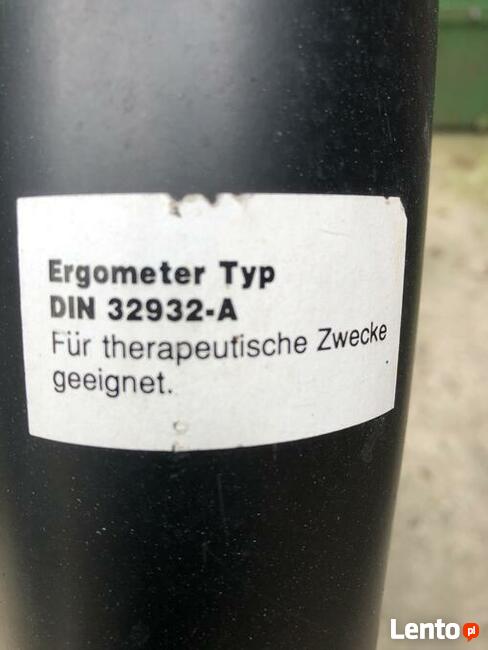 Ergometer Typ
DIN 32932-A
Für therapeutische Zwecke
geeignet.
Lento.pl